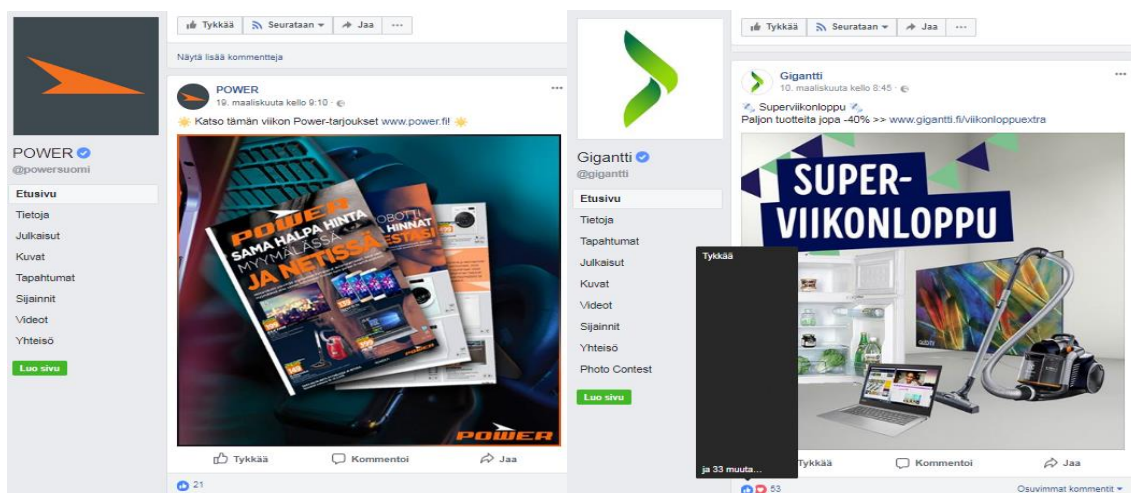 Tykkää Seurataan Jaa ...
Näytä lisää kommentteja
POWER
19. maaliskuuta kello 9:10
Katso tämän viikon Power-tarjoukset www.power.fi!
POWER
@powersuomi
Etusivu
Tietoja
Julkaisut
Kuvat
Tapahtumat
Sijainnit
Videot
Yhteisö
Luo sivu
POWER
SAMA HALPA HINTA
MYYMÄLÄSSÄ
JA NETISSÄ
POWER
Tykkää Kommentoi Jaa
21
Tykkää Seurataan Jaa ...
Gigantti
10. maaliskuuta kello 8:45
Superviikonloppu
Paljon tuotteita jopa -40% >> www.gigantti.fi/viikonloppuextra
Gigantti
@gigantti
Etusivu
Tietoja
Tapahtumat
Julkaisut
Kuvat
Videot
Sijainnit
Yhteisö
Photo Contest
Luo sivu
SUPER-
VIIKONLOPPU
Tykkää
ja 33 muuta...
Tykkää Kommentoi Jaa
53 Osuvimmat kommentit